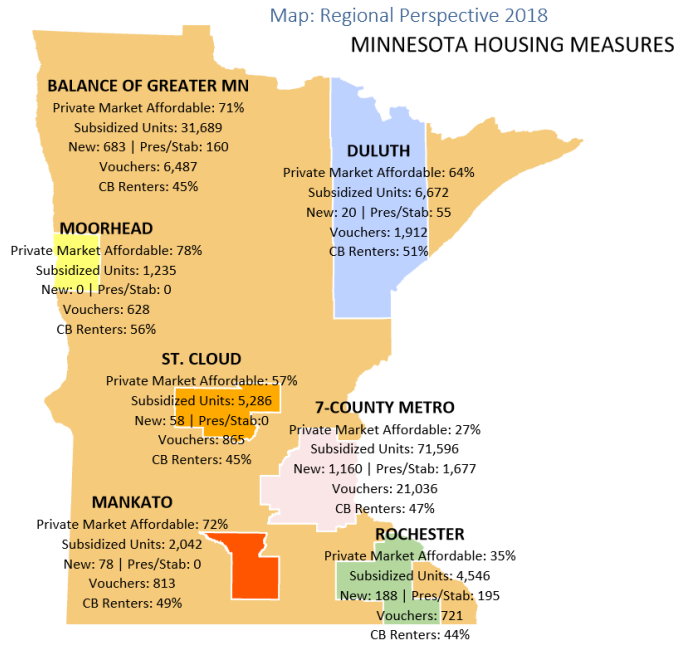 Map: Regional Perspective 2018
MINNESOTA HOUSING MEASURES
BALANCE OF GREATER MN
Private Market Affordable: 71%
Subsidized Units: 31,689
New: 683 | Pres/Stab: 160
Vouchers: 6,487
CB Renters: 45%
DULUTH
Private Market Affordable: 64%
Subsidized Units: 6,672
New: 20 | Pres/Stab: 55
Vouchers: 1,912
CB Renters: 51%
MOORHEAD
Private Market Affordable: 78%
Subsidized Units: 1,235
New: 0 | Pres/Stab: 0
Vouchers: 628
CB Renters: 56%
ST. CLOUD
Private Market Affordable: 57%
Subsidized Units: 5,286
New: 58 | Pres/Stab:0
Vouchers: 865
CB Renters: 45%
7-COUNTY METRO
Private Market Affordable: 27%
Subsidized Units: 71,596
New: 1,160 | Pres/Stab: 1,677
Vouchers: 21,036
CB Renters: 47%
MANKATO
Private Market Affordable: 72%
Subsidized Units: 2,042
New: 78 | Pres/Stab: 0
Vouchers: 813
CB Renters: 49%
ROCHESTER
Private Market Affordable: 35%
Subsidized Units: 4,546
New: 188 | Pres/Stab: 195
Vouchers: 721
CB Renters: 44%